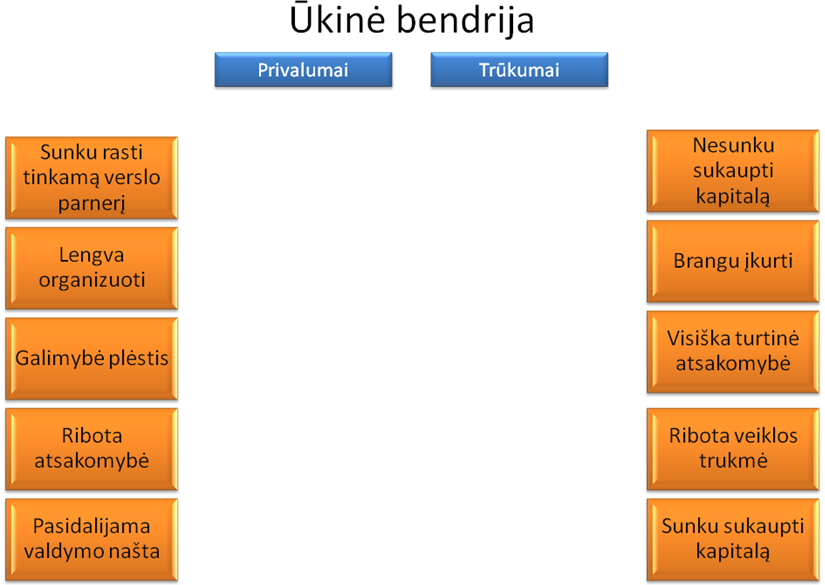 Ūkinė bendrija
Privalumai
Trūkumai
Sunku rasti
tinkamą verslo
parnerį
Lengva
organizuoti
Galimybė plėstis
Ribota
atsakomybė
Pasidalijama
valdymo našta
Nesunku
sukaupti
kapitalą
Brangu įkurti
Visiška turtinė
atsakomybė
Ribota veiklos
trukmė
Sunku sukaupti
kapitalą